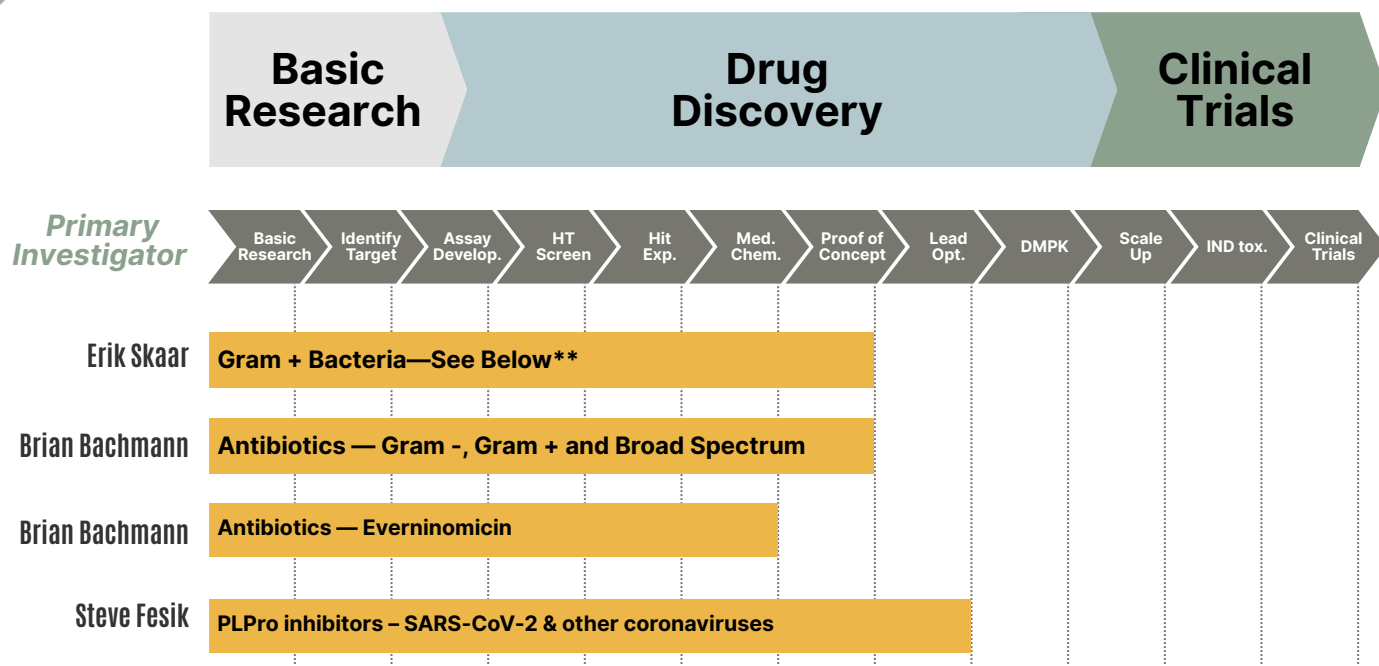 Basic
Research
Drug
Discovery
Clinical
Trials
Primary
Investigator
Basic
Research
Identify
Target
Assay
Develop.
HT
Screen
Hit
Exp.
Med.
Chem.
Proof of
Concept
Lead
Opt.
DMPK
Scale
Up
IND tox.
Clinical
Trials
Erik Skaar
Gram + Bacteria—See Below**
Brian Bachmann
Antibiotics — Gram -, Gram + and Broad Spectrum
Brian Bachmann
Antibiotics — Everninomicin
Steve Fesik
PLPro inhibitors – SARS-CoV-2 & other coronaviruses